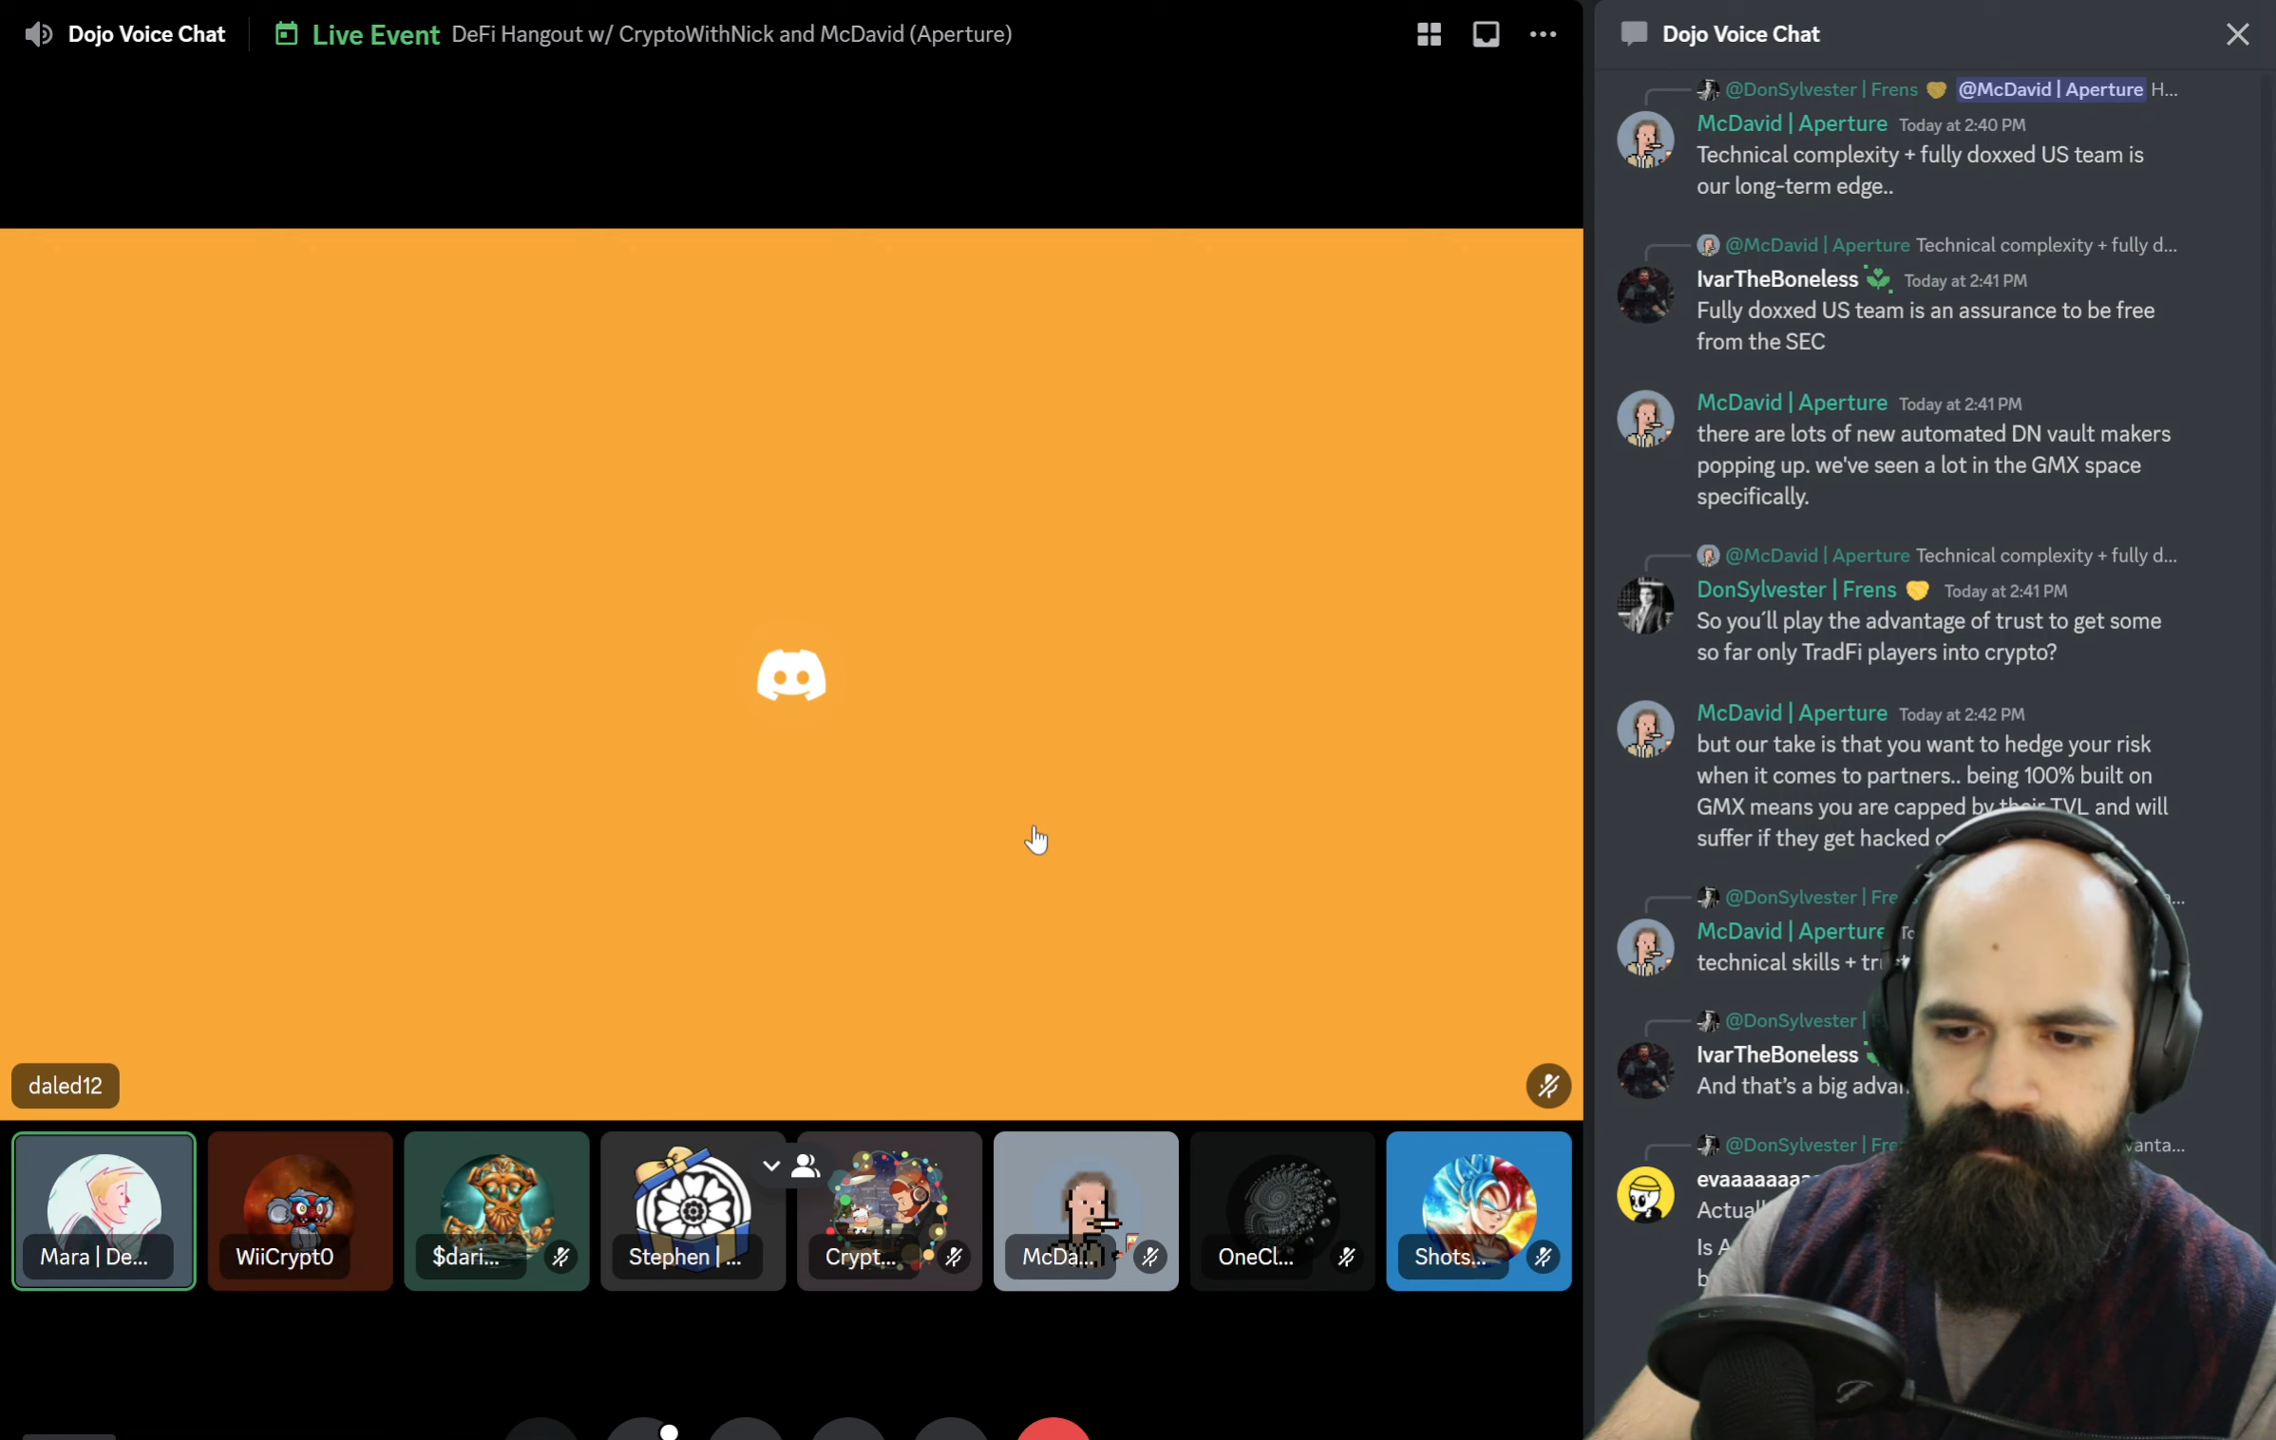 Dojo Voice Chat
Live Event DeFi Hangout w/ CryptoWithNick and McDavid (Aperture)
daled12
Mara | De...
WiiCrypt0
$dari...
Stephen | ...
Crypt...
McDa...
OneCl...
Shots...
Dojo Voice Chat
@DonSylvester | Frens @McDavid | Aperture H...
McDavid | Aperture Today at 2:40 PM
Technical complexity + fully doxxed US team is
our long-term edge..
@McDavid | Aperture Technical complexity + fully d...
IvarTheBoneless Today at 2:41 PM
Fully doxxed US team is an assurance to be free
from the SEC
McDavid | Aperture Today at 2:41 PM
there are lots of new automated DN vault makers
popping up. we've seen a lot in the GMX space
specifically.
@McDavid | Aperture Technical complexity + fully d...
DonSylvester | Frens Today at 2:41 PM
So you´ll play the advantage of trust to get some
so far only TradFi players into crypto?
McDavid | Aperture Today at 2:42 PM
but our take is that you want to hedge your risk
when it comes to partners.. being 100% built on
GMX means you are capped by their TVL and will
suffer if they get hacked
@DonSylvester | Fre
McDavid | Aperture
technical skills +
@DonSylvester |
IvarTheBoneless
And that's a big
@DonSylvester | Fre
Is